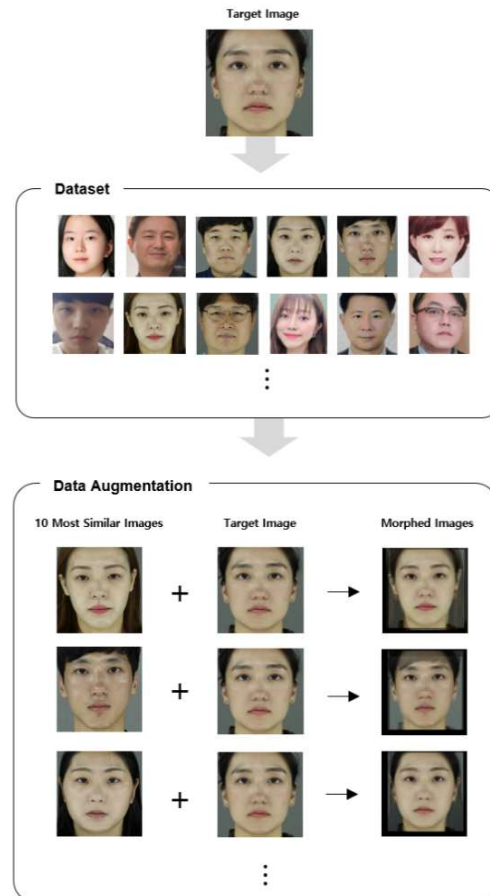 Target Image
Dataset
⋮
Data Augmentation
10 Most Similar Images Target Image Morphed Images
+ →
+ →
+ →
⋮